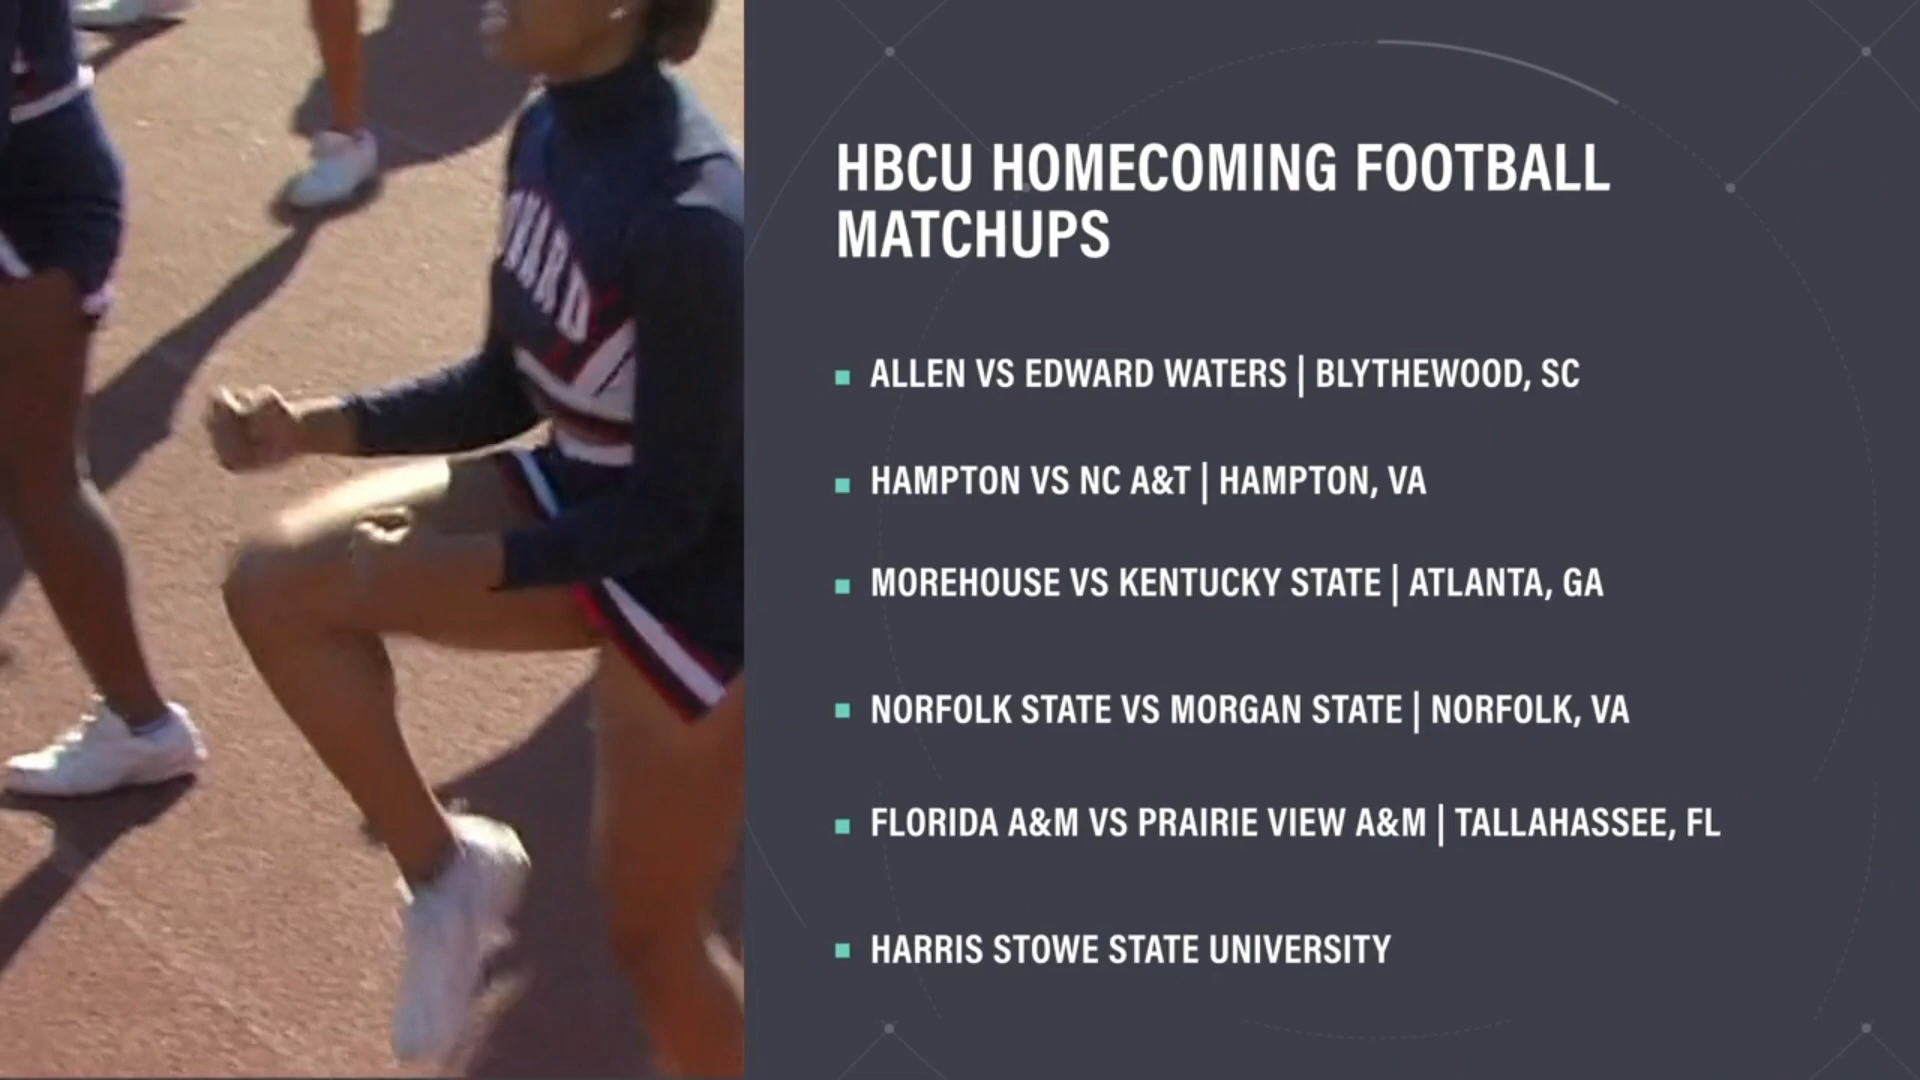 HBCU HOMECOMING FOOTBALL
MATCHUPS
ALLEN VS EDWARD WATERS | BLYTHEWOOD, SC
HAMPTON VS NC A&T | HAMPTON, VA
MOREHOUSE VS KENTUCKY STATE | ATLANTA, GA
NORFOLK STATE VS MORGAN STATE | NORFOLK, VA
FLORIDA A&M VS PRAIRIE VIEW A&M | TALLAHASSEE, FL
HARRIS STOWE STATE UNIVERSITY